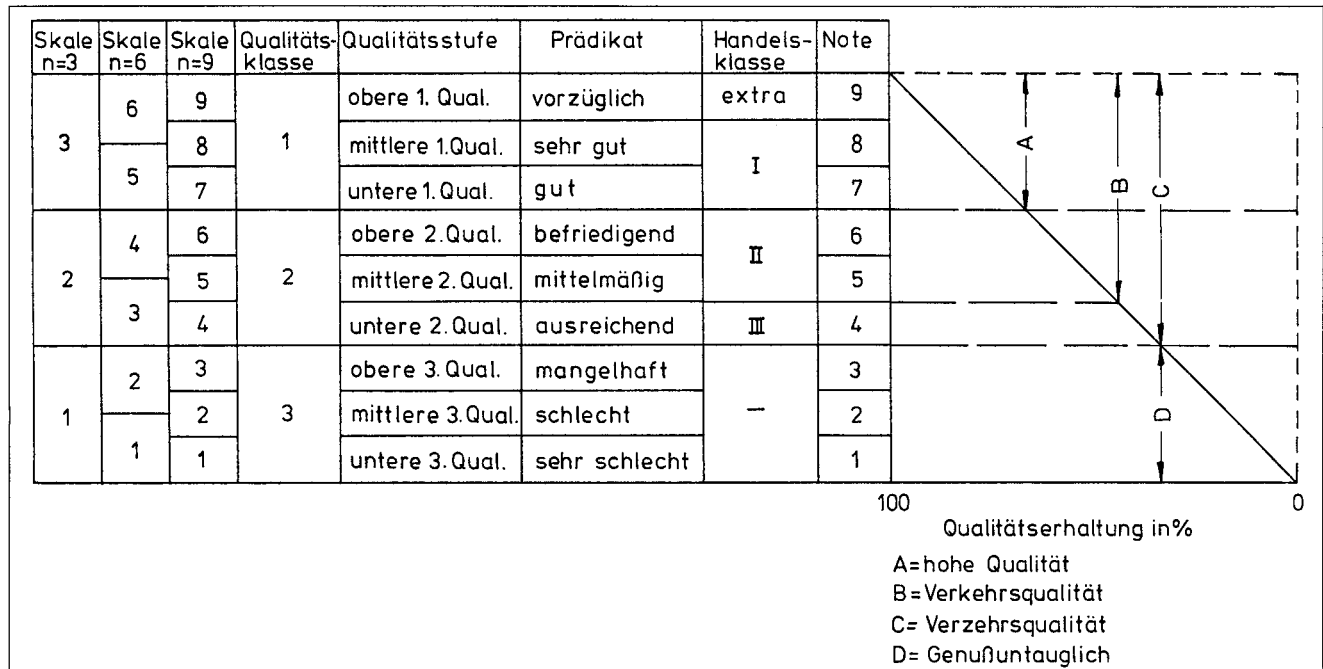 Skale n=3 Skale n=6 Skale n=9 Qualitäts-klasse Qualitätsstufe Prädikat Handels-klasse Note
3 6 9 1 obere 1. Qual. vorzüglich extra 9
8 mittlere 1.Qual. sehr gut I 8
5 7 untere 1.Qual. gut 7
2 4 6 2 obere 2.Qual. befriedigend II 6
5 mittlere 2.Qual. mittelmäßig 5
3 4 untere 2.Qual. ausreichend III 4
1 2 3 3 obere 3.Qual. mangelhaft – 3
2 mittlere 3.Qual. schlecht 2
1 1 untere 3.Qual. sehr schlecht 1
A
B
C
D
100 0
Qualitätserhaltung in%
A=hohe Qualität
B=Verkehrsqualität
C= Verzehrsqualität
D= Genußuntauglich